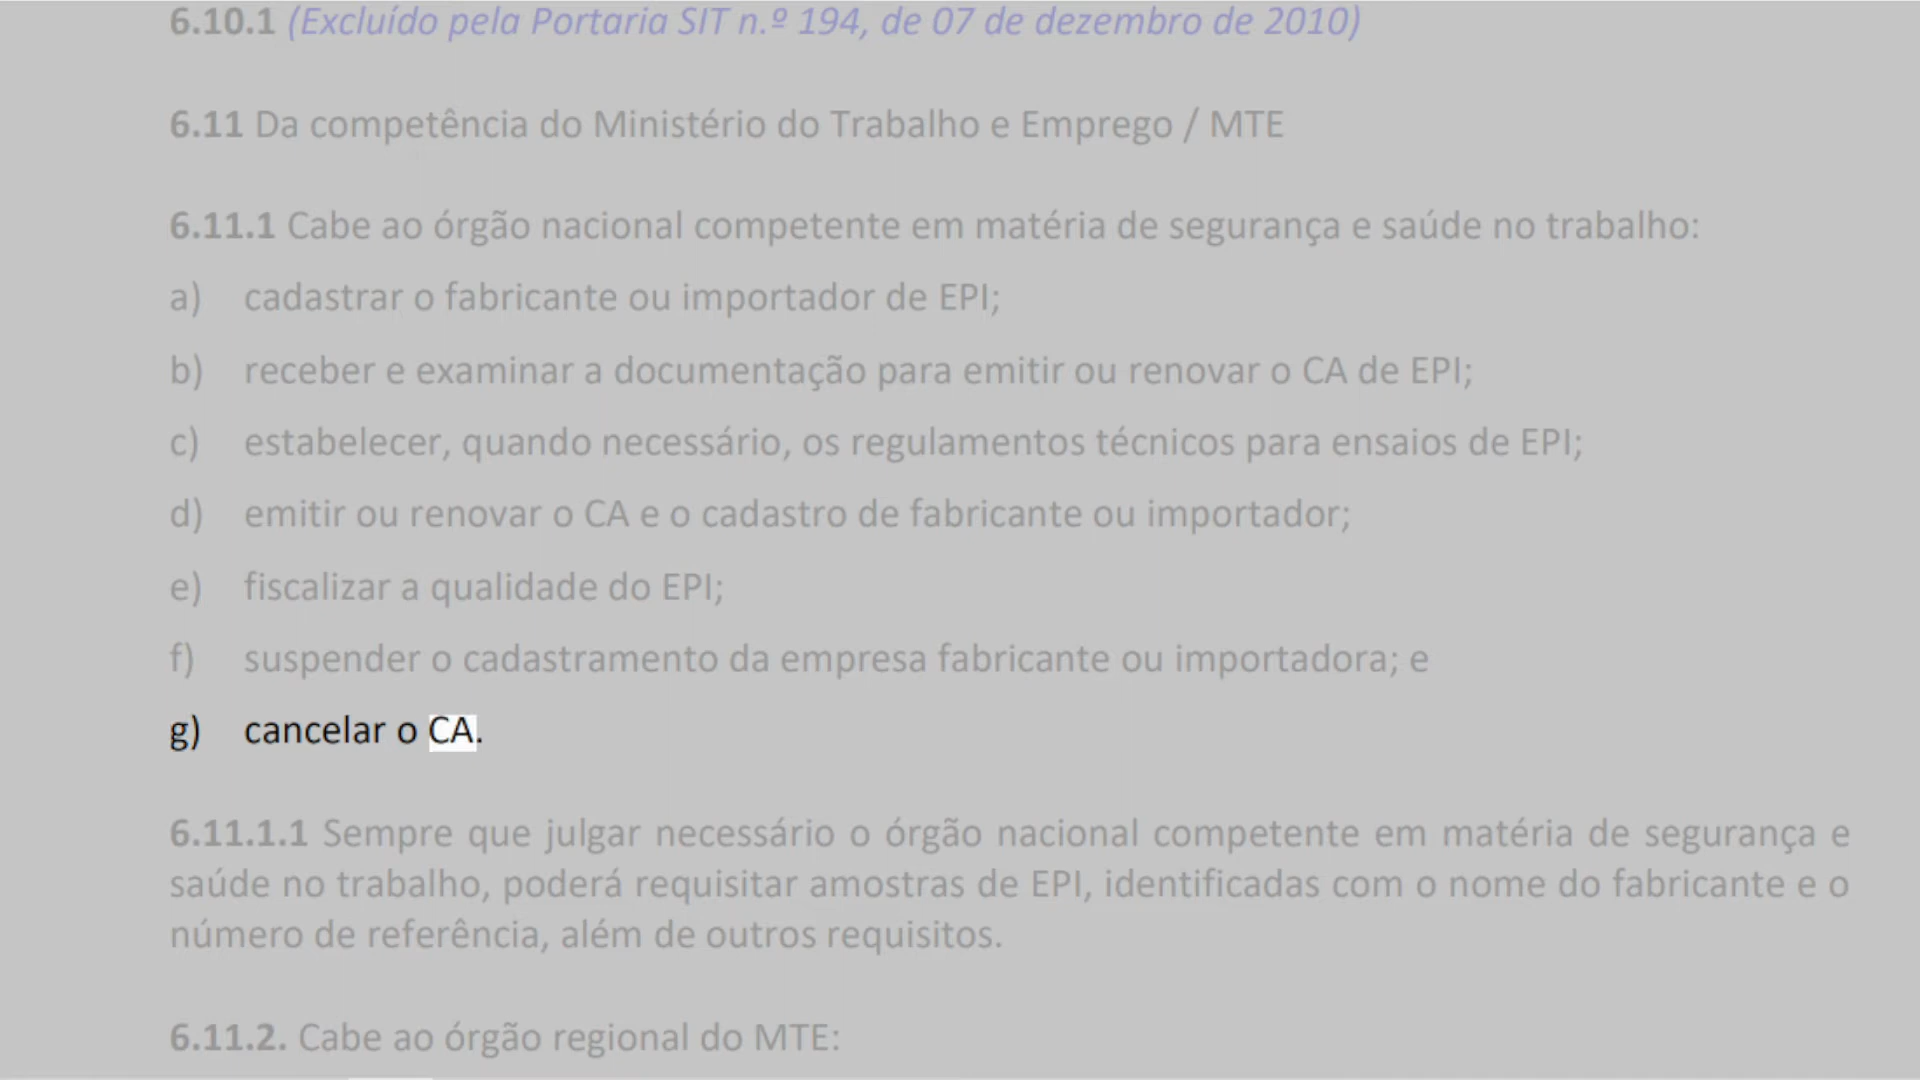 6.10.1 (Excluído pela Portaria SIT n.º 194, de 07 de dezembro de 2010)
6.11 Da competência do Ministério do Trabalho e Emprego / MTE
6.11.1 Cabe ao órgão nacional competente em matéria de segurança e saúde no trabalho:
a) cadastrar o fabricante ou importador de EPI;
b) receber e examinar a documentação para emitir ou renovar o CA de EPI;
c) estabelecer, quando necessário, os regulamentos técnicos para ensaios de EPI;
d) emitir ou renovar o CA e o cadastro de fabricante ou importador;
e) fiscalizar a qualidade do EPI;
f) suspender o cadastramento da empresa fabricante ou importadora; e
g) cancelar o CA.
6.11.1.1 Sempre que julgar necessário o órgão nacional competente em matéria de segurança e
saúde no trabalho, poderá requisitar amostras de EPI, identificadas com o nome do fabricante e o
número de referência, além de outros requisitos.
6.11.2. Cabe ao órgão regional do MTE: